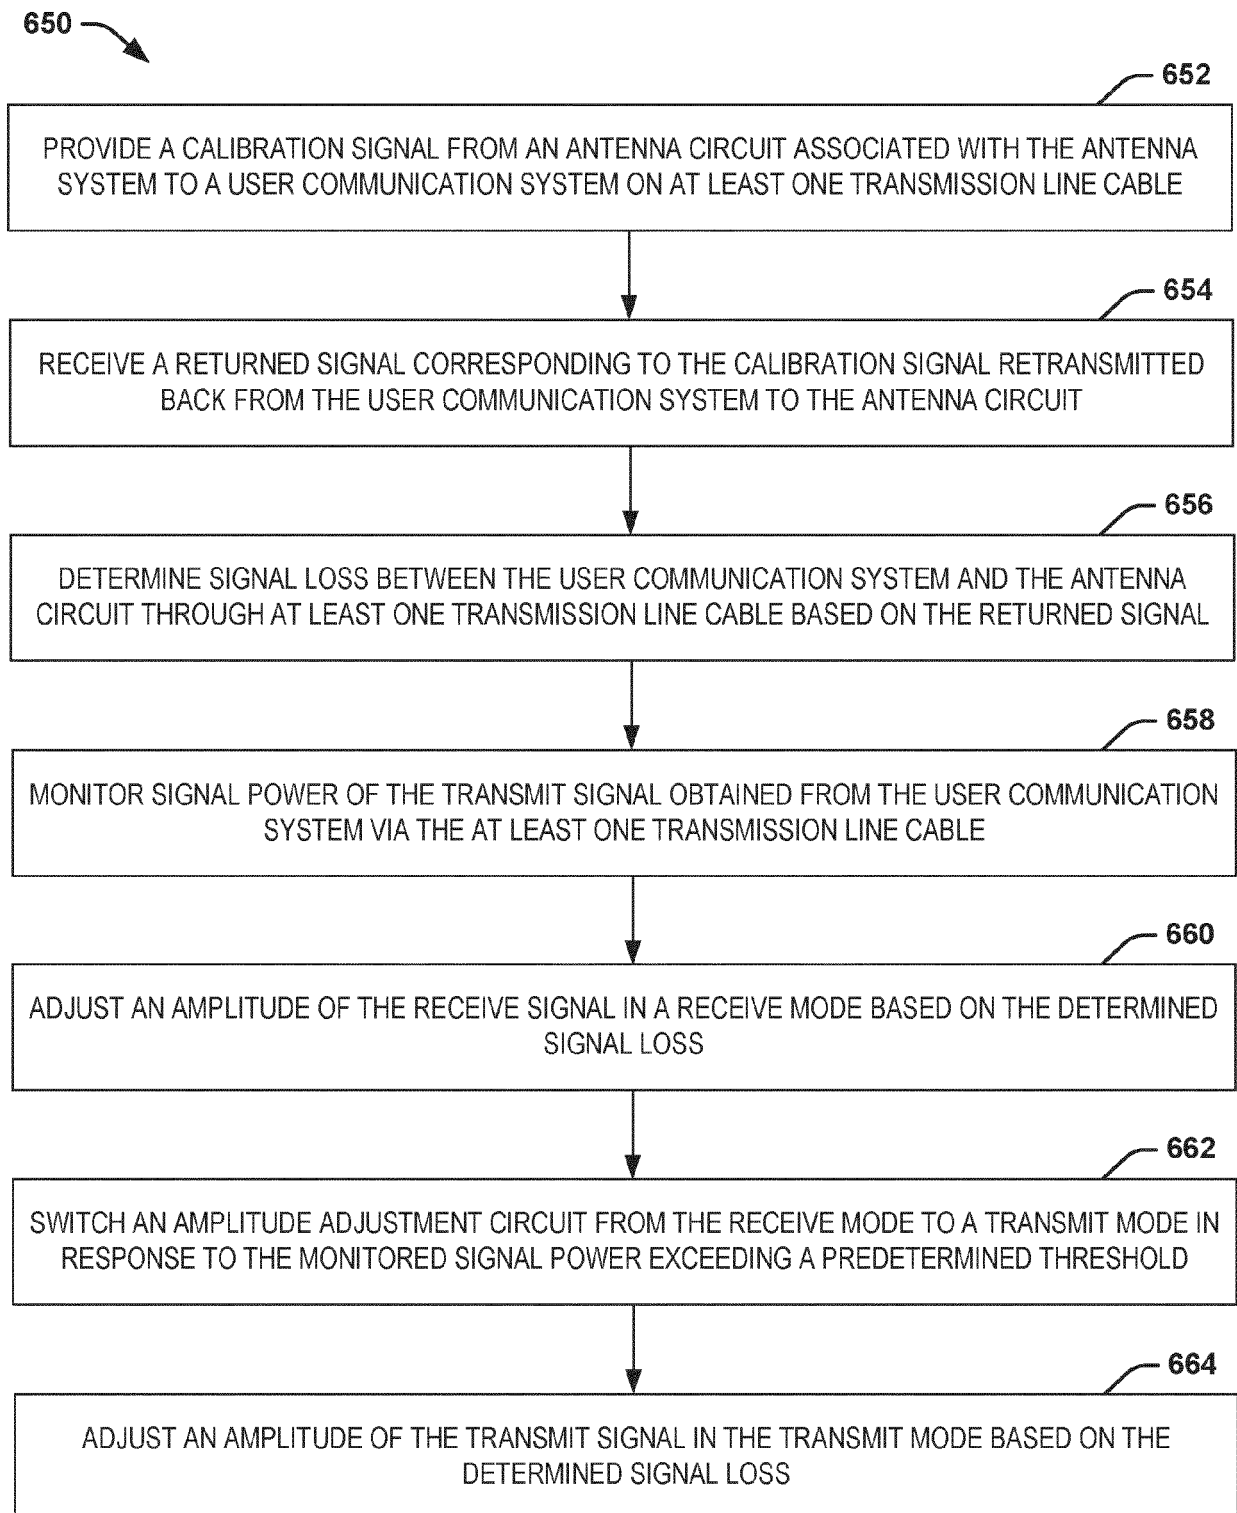 650
652
PROVIDE A CALIBRATION SIGNAL FROM AN ANTENNA CIRCUIT ASSOCIATED WITH THE ANTENNA
SYSTEM TO A USER COMMUNICATION SYSTEM ON AT LEAST ONE TRANSMISSION LINE CABLE
654
RECEIVE A RETURNED SIGNAL CORRESPONDING TO THE CALIBRATION SIGNAL RETRANSMITTED
BACK FROM THE USER COMMUNICATION SYSTEM TO THE ANTENNA CIRCUIT
656
DETERMINE SIGNAL LOSS BETWEEN THE USER COMMUNICATION SYSTEM AND THE ANTENNA
CIRCUIT THROUGH AT LEAST ONE TRANSMISSION LINE CABLE BASED ON THE RETURNED SIGNAL
658
MONITOR SIGNAL POWER OF THE TRANSMIT SIGNAL OBTAINED FROM THE USER COMMUNICATION
SYSTEM VIA THE AT LEAST ONE TRANSMISSION LINE CABLE
660
ADJUST AN AMPLITUDE OF THE RECEIVE SIGNAL IN A RECEIVE MODE BASED ON THE DETERMINED
SIGNAL LOSS
662
SWITCH AN AMPLITUDE ADJUSTMENT CIRCUIT FROM THE RECEIVE MODE TO A TRANSMIT MODE IN
RESPONSE TO THE MONITORED SIGNAL POWER EXCEEDING A PREDETERMINED THRESHOLD
664
ADJUST AN AMPLITUDE OF THE TRANSMIT SIGNAL IN THE TRANSMIT MODE BASED ON THE
DETERMINED SIGNAL LOSS